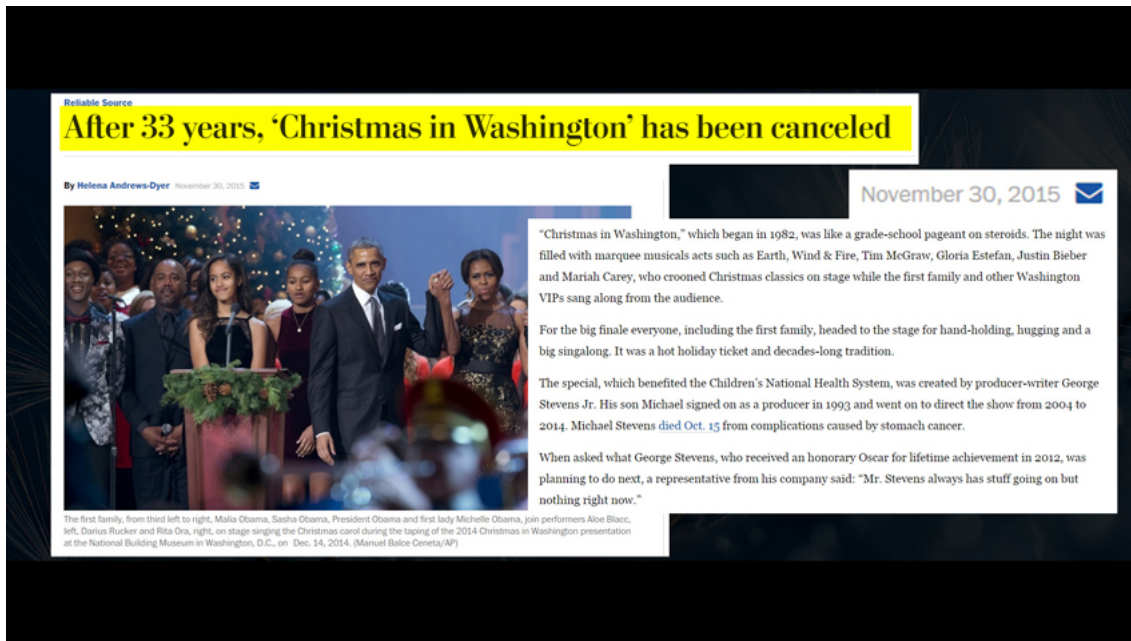 Reliable Source
After 33 years, ‘Christmas in Washington’ has been canceled
By Helena Andrews-Dyer November 30, 2015
November 30, 2015
“Christmas in Washington,” which began in 1982, was like a grade-school pageant on steroids. The night was
filled with marquee musicals acts such as Earth, Wind & Fire, Tim McGraw, Gloria Estefan, Justin Bieber
and Mariah Carey, who crooned Christmas classics on stage while the first family and other Washington
VIPs sang along from the audience.
For the big finale everyone, including the first family, headed to the stage for hand-holding, hugging and a
big singalong. It was a hot holiday ticket and decades-long tradition.
The special, which benefited the Children’s National Health System, was created by producer-writer George
Stevens Jr. His son Michael signed on as a producer in 1993 and went on to direct the show from 2004 to
2014. Michael Stevens died Oct. 15 from complications caused by stomach cancer.
When asked what George Stevens, who received an honorary Oscar for lifetime achievement in 2012, was
planning to do next, a representative from his company said: “Mr. Stevens always has stuff going on but
nothing right now.”
The first family, from third left to right, Malia Obama, Sasha Obama, President Obama and first lady Michelle Obama, join performers Aloe Blacc,
left, Darius Rucker and Rita Ora, right, on stage singing the Christmas carol during the taping of the 2014 Christmas in Washington presentation
at the National Building Museum in Washington, D.C., on Dec. 14, 2014. (Manuel Balce Ceneta/AP)